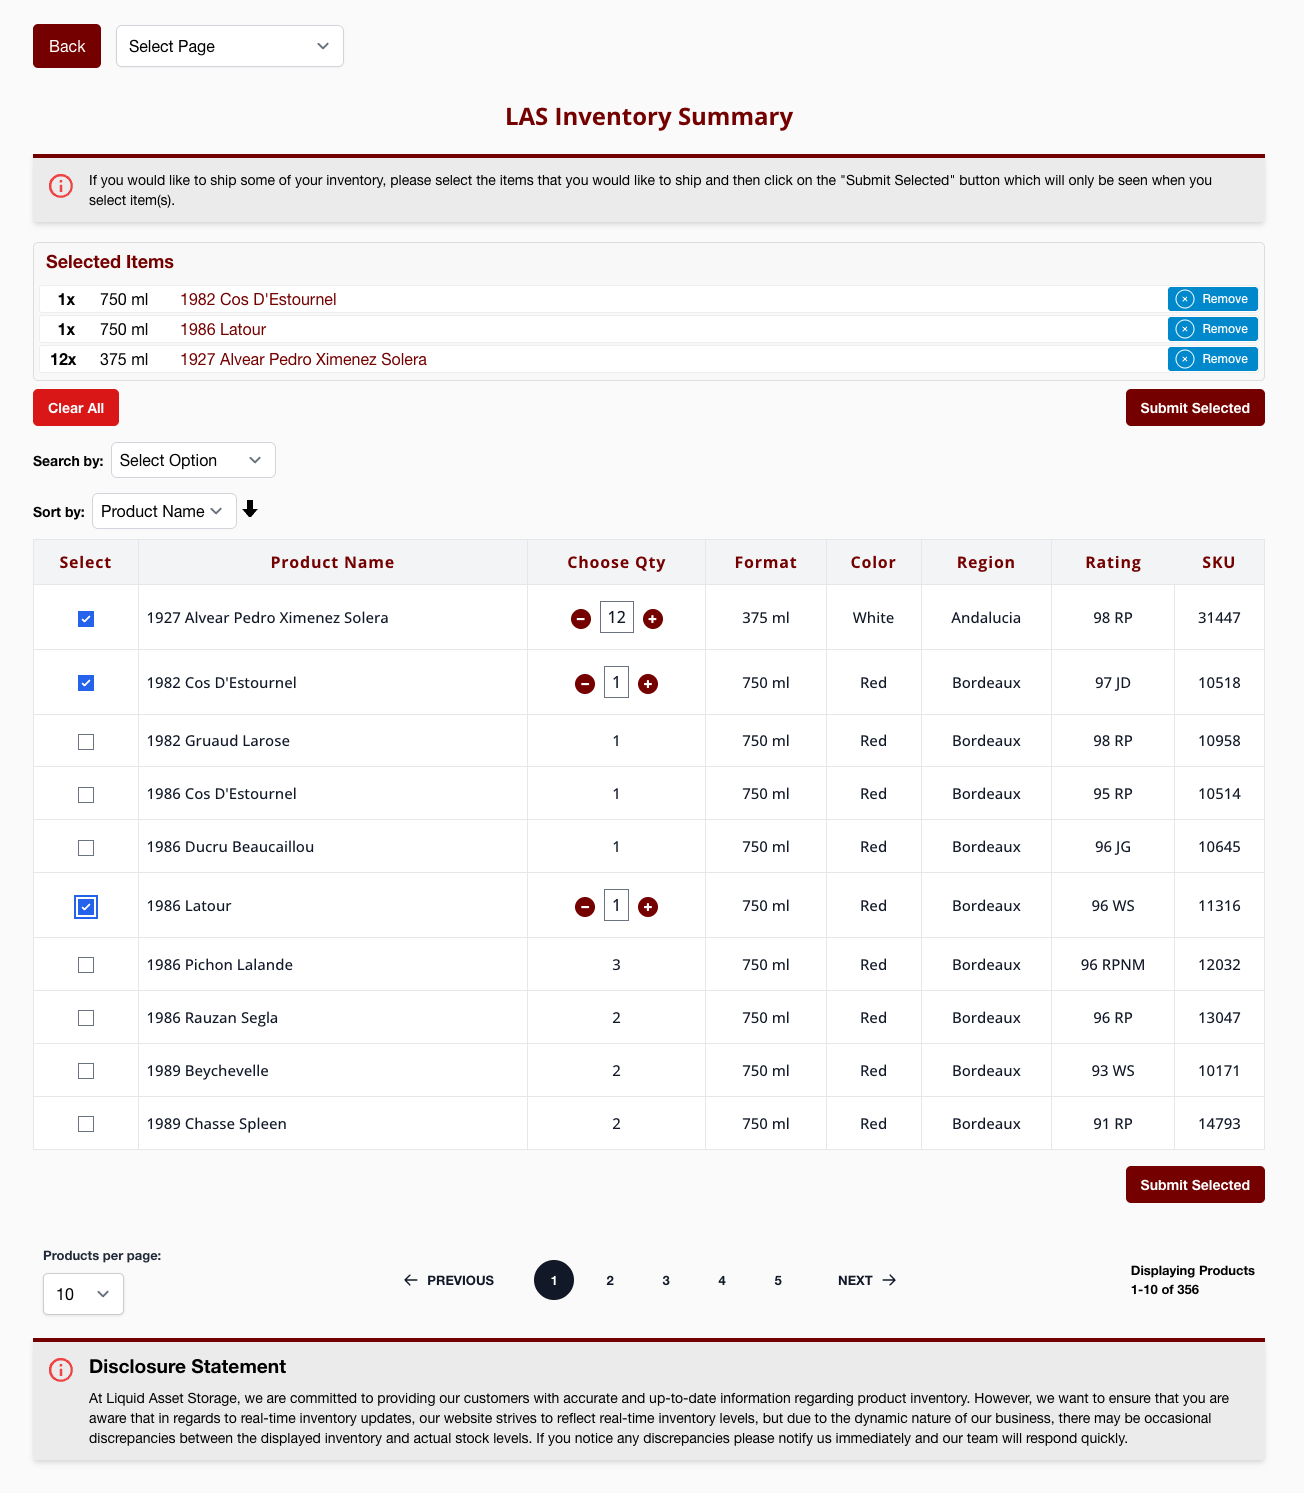 Back Select Page
LAS Inventory Summary
If you would like to ship some of your inventory, please select the items that you would like to ship and then click on the "Submit Selected" button which will only be seen when you
select item(s).
Selected Items
1x 750 ml 1982 Cos D'Estournel Remove
1x 750 ml 1986 Latour Remove
12x 375 ml 1927 Alvear Pedro Ximenez Solera Remove
Clear All Submit Selected
Search by: Select Option
Sort by: Product Name
Select Product Name Choose Qty Format Color Region Rating SKU
1927 Alvear Pedro Ximenez Solera 12 375 ml White Andalucia 98 RP 31447
1982 Cos D'Estournel 1 750 ml Red Bordeaux 97 JD 10518
1982 Gruaud Larose 1 750 ml Red Bordeaux 98 RP 10958
1986 Cos D'Estournel 1 750 ml Red Bordeaux 95 RP 10514
1986 Ducru Beaucaillou 1 750 ml Red Bordeaux 96 JG 10645
1986 Latour 1 750 ml Red Bordeaux 96 WS 11316
1986 Pichon Lalande 3 750 ml Red Bordeaux 96 RPNM 12032
1986 Rauzan Segla 2 750 ml Red Bordeaux 96 RP 13047
1989 Beychevelle 2 750 ml Red Bordeaux 93 WS 10171
1989 Chasse Spleen 2 750 ml Red Bordeaux 91 RP 14793
Submit Selected
Products per page:
10
PREVIOUS 1 2 3 4 5 NEXT
Displaying Products
1-10 of 356
Disclosure Statement
At Liquid Asset Storage, we are committed to providing our customers with accurate and up-to-date information regarding product inventory. However, we want to ensure that you are
aware that in regards to real-time inventory updates, our website strives to reflect real-time inventory levels, but due to the dynamic nature of our business, there may be occasional
discrepancies between the displayed inventory and actual stock levels. If you notice any discrepancies please notify us immediately and our team will respond quickly.